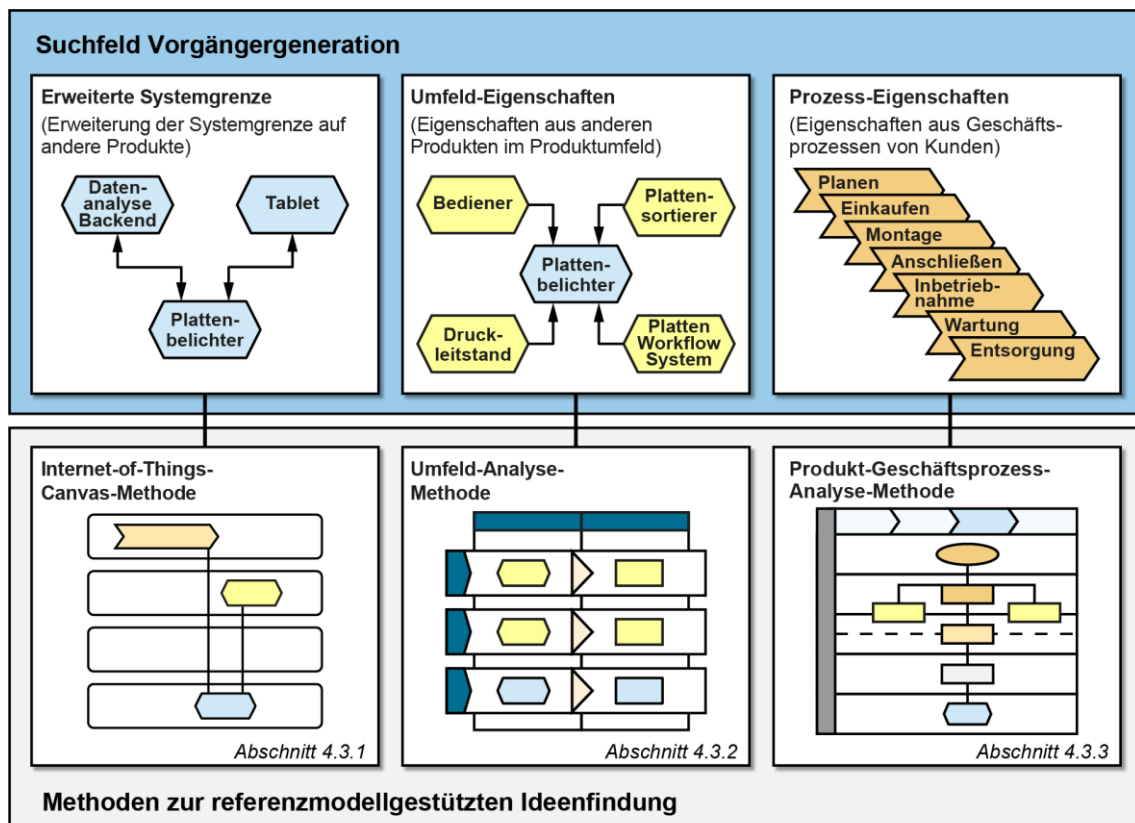 Suchfeld Vorgängergeneration
Erweiterte Systemgrenze
(Erweiterung der Systemgrenze auf
andere Produkte)
Daten-
analyse
Backend
Tablet
Platten-
belichter
Umfeld-Eigenschaften
(Eigenschaften aus anderen
Produkten im Produktumfeld)
Bediener
Platten-
sortierer
Platten-
belichter
Druck-
leitstand
Platten
Workflow
System
Prozess-Eigenschaften
(Eigenschaften aus Geschäfts-
prozessen von Kunden)
Planen
Einkaufen
Montage
Anschließen
Inbetrieb-
nahme
Wartung
Entsorgung
Internet-of-Things-
Canvas-Methode
Abschnitt 4.3.1
Umfeld-Analyse-
Methode
Abschnitt 4.3.2
Produkt-Geschäftsprozess-
Analyse-Methode
Abschnitt 4.3.3
Methoden zur referenzmodellgestützten Ideenfindung